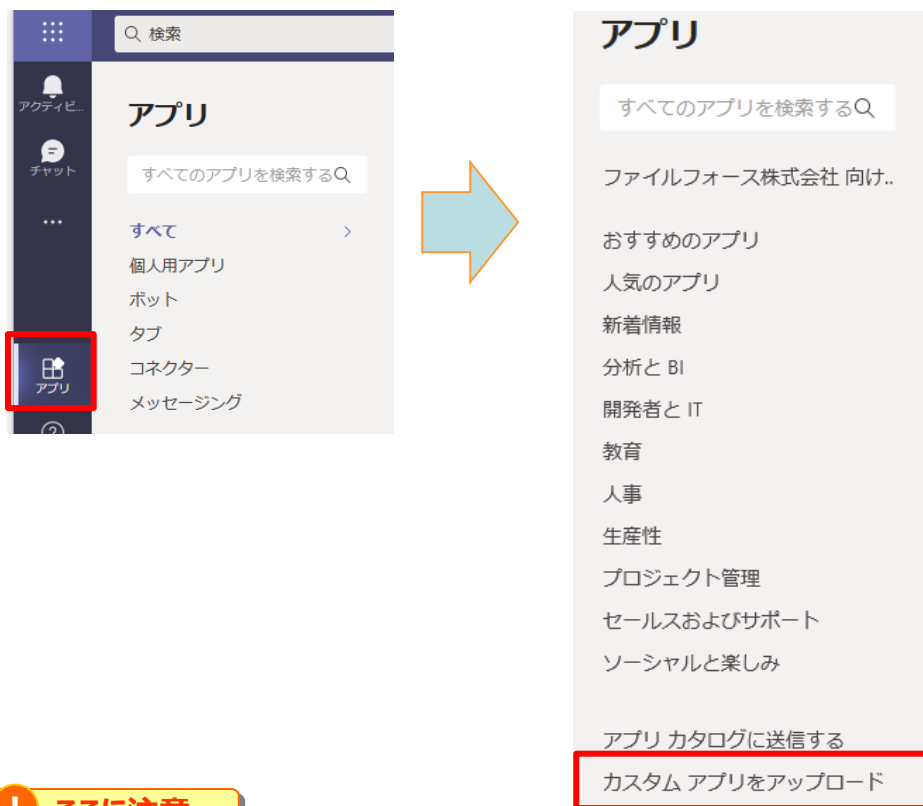 検索
アクティビ...
チャット
アプリ
アプリ
すべてのアプリを検索する
すべて
個人用アプリ
ボット
タブ
コネクター
メッセージング
アプリ
すべてのアプリを検索する
ファイルフォース株式会社 向け..
おすすめのアプリ
人気のアプリ
新着情報
分析と BI
開発者と IT
教育
人事
生産性
プロジェクト管理
セールスおよびサポート
ソーシャルと楽しみ
アプリ カタログに送信する
カスタム アプリをアップロード
ここに注意